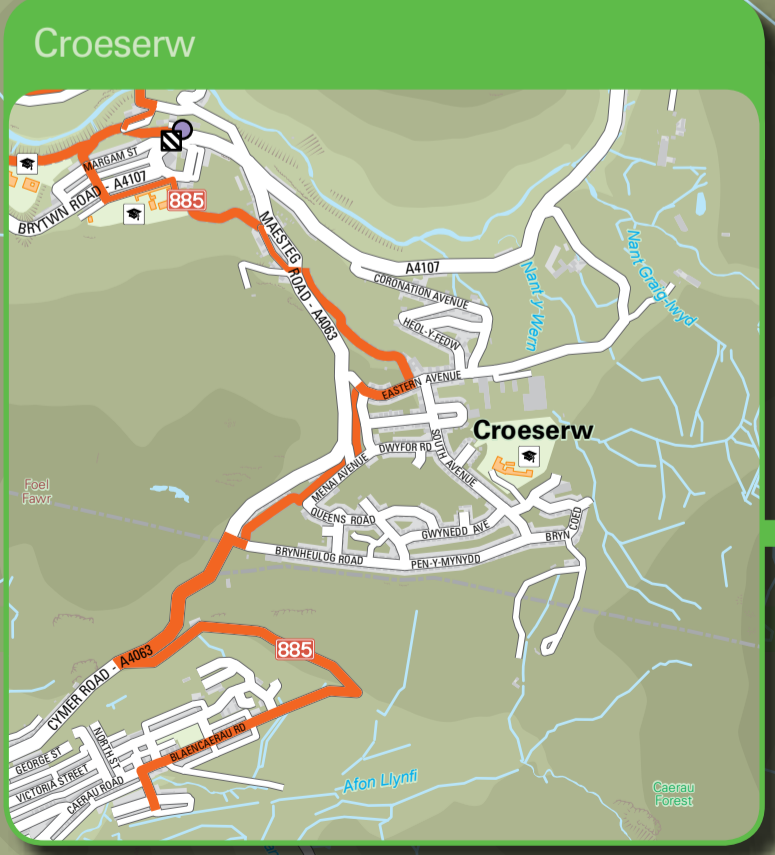 Croeserw
MARGAM ST
BRYTWN ROAD - A4107
885
MAESTEG ROAD - A4063
A4107
CORONATION AVENUE
HEOL-Y-FEDW
Nant y Wern
Nant Graig-lwyd
EASTERN AVENUE
Croeserw
DWYFOR RD
SOUTH AVENUE
MENAI AVENUE
Foel
Fawr
QUEENS ROAD
GWYNEDD AVE
BRYN COED
BRYNHEULOG ROAD
PEN-Y-MYNYDD
885
CYMER ROAD - A4063
BLAENCAERAU RD
NORTH ST
GEORGE ST
VICTORIA STREET
CAERAU ROAD
Afon Llynfi
Caerau
Forest